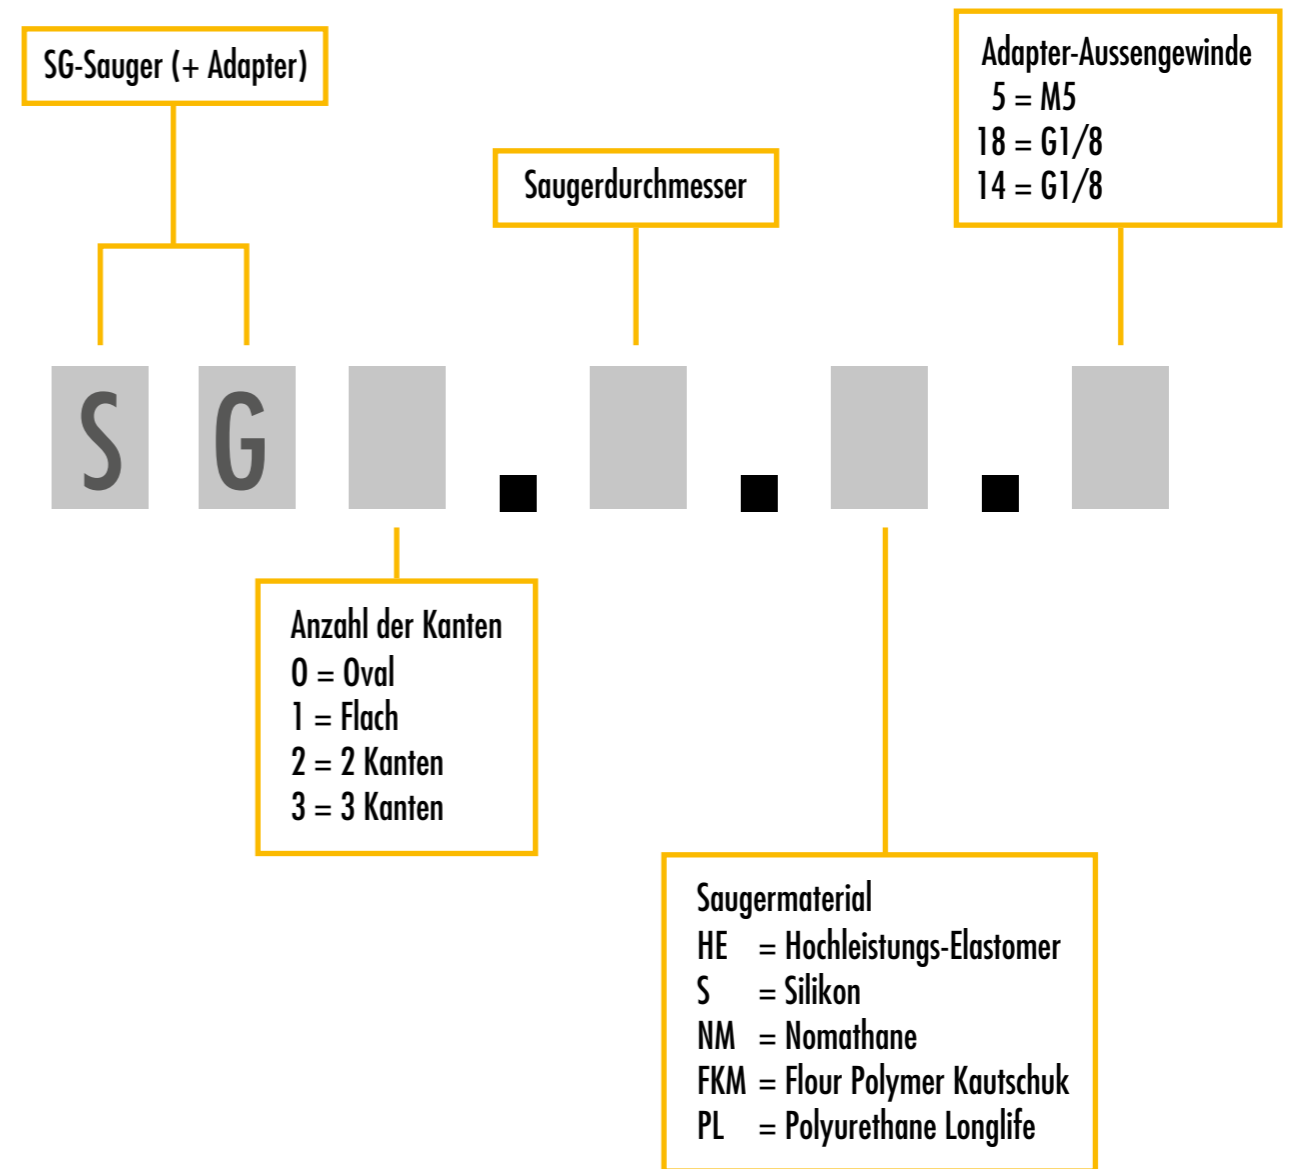 SG-Sauger (+ Adapter)
Adapter-Aussengewinde
5 = M5
18 = G1/8
14 = G1/8
Saugerdurchmesser
S G . . .
Anzahl der Kanten
0 = Oval
1 = Flach
2 = 2 Kanten
3 = 3 Kanten
Saugermaterial
HE = Hochleistungs-Elastomer
S = Silikon
NM = Nomathane
FKM = Flour Polymer Kautschuk
PL = Polyurethane Longlife